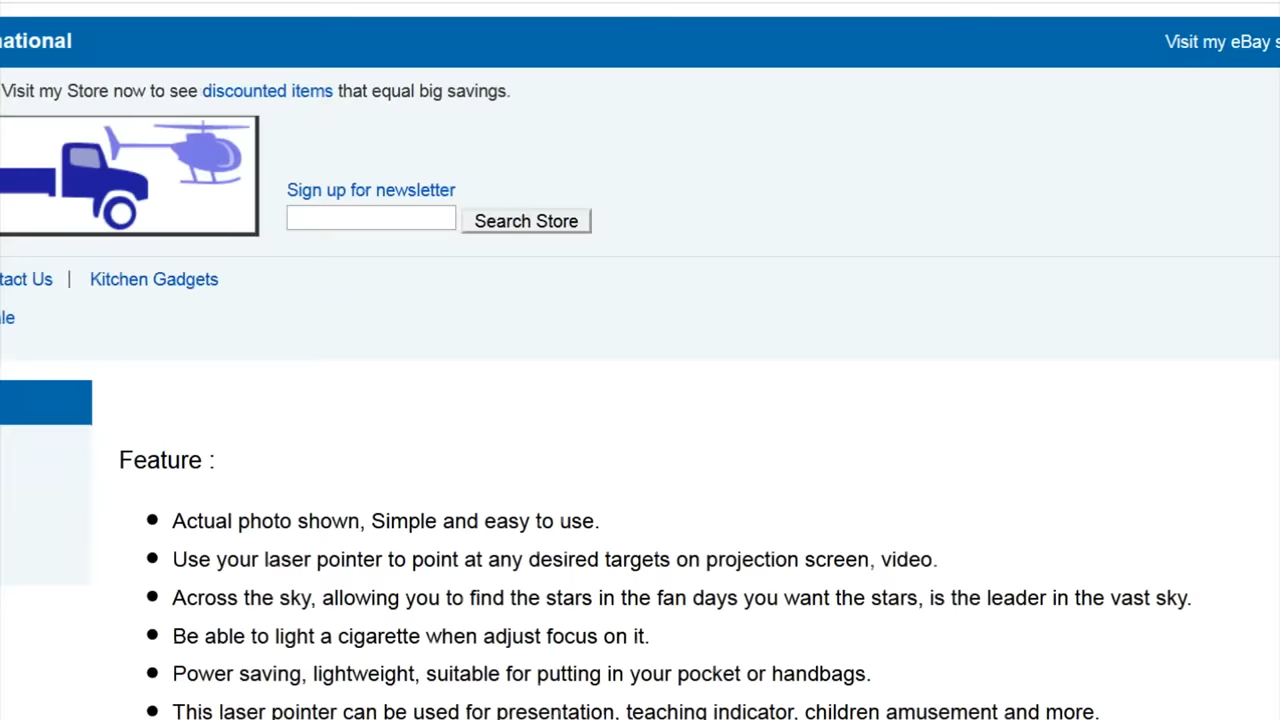 national
Visit my eBay s
Visit my Store now to see discounted items that equal big savings.
Sign up for newsletter
Search Store
tact Us | Kitchen Gadgets
le
Feature :
● Actual photo shown, Simple and easy to use.
● Use your laser pointer to point at any desired targets on projection screen, video.
● Across the sky, allowing you to find the stars in the fan days you want the stars, is the leader in the vast sky.
● Be able to light a cigarette when adjust focus on it.
● Power saving, lightweight, suitable for putting in your pocket or handbags.
● This laser pointer can be used for presentation, teaching indicator, children amusement and more.